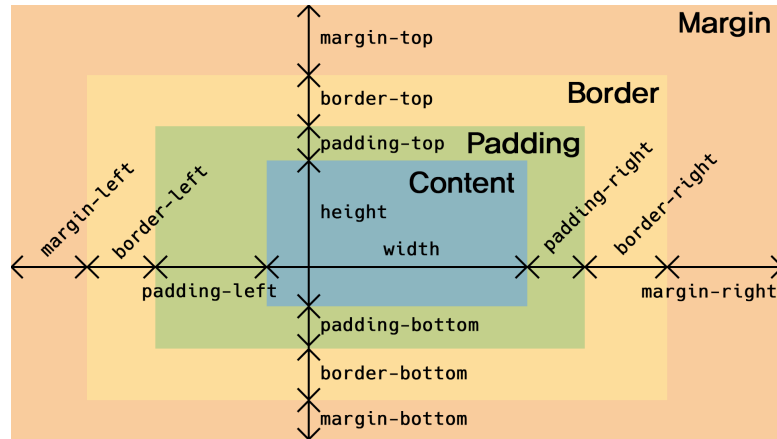 Margin
margin-top
Border
border-top
Padding
padding-top
Content
margin-left
border-left
padding-right
border-right
height
width
padding-left
margin-right
padding-bottom
border-bottom
margin-bottom